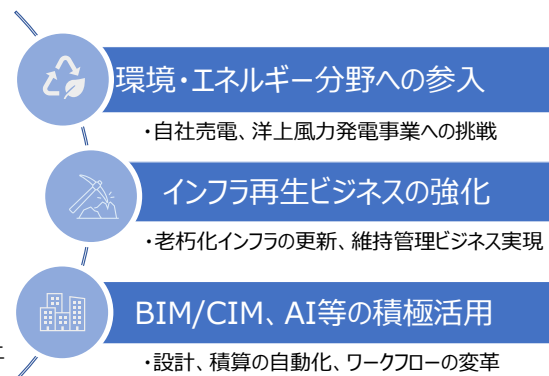 環境・エネルギー分野への参入
・自社売電、洋上風力発電事業への挑戦
インフラ再生ビジネスの強化
・老朽化インフラの更新、維持管理ビジネス実現
BIM/CIM、AI等の積極活用
・設計、積算の自動化、ワークフローの変革